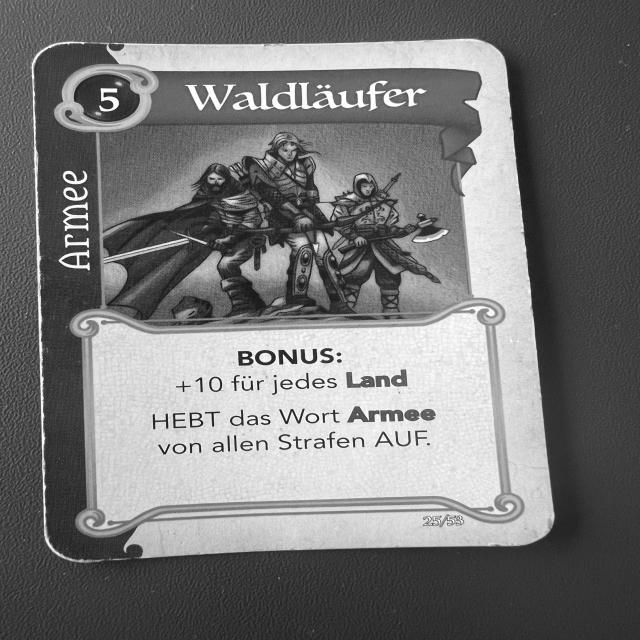 5
Waldläufer
Armee
BONUS:
+10 für jedes Land
HEBT das Wort Armee
von allen Strafen AUF.
25/53